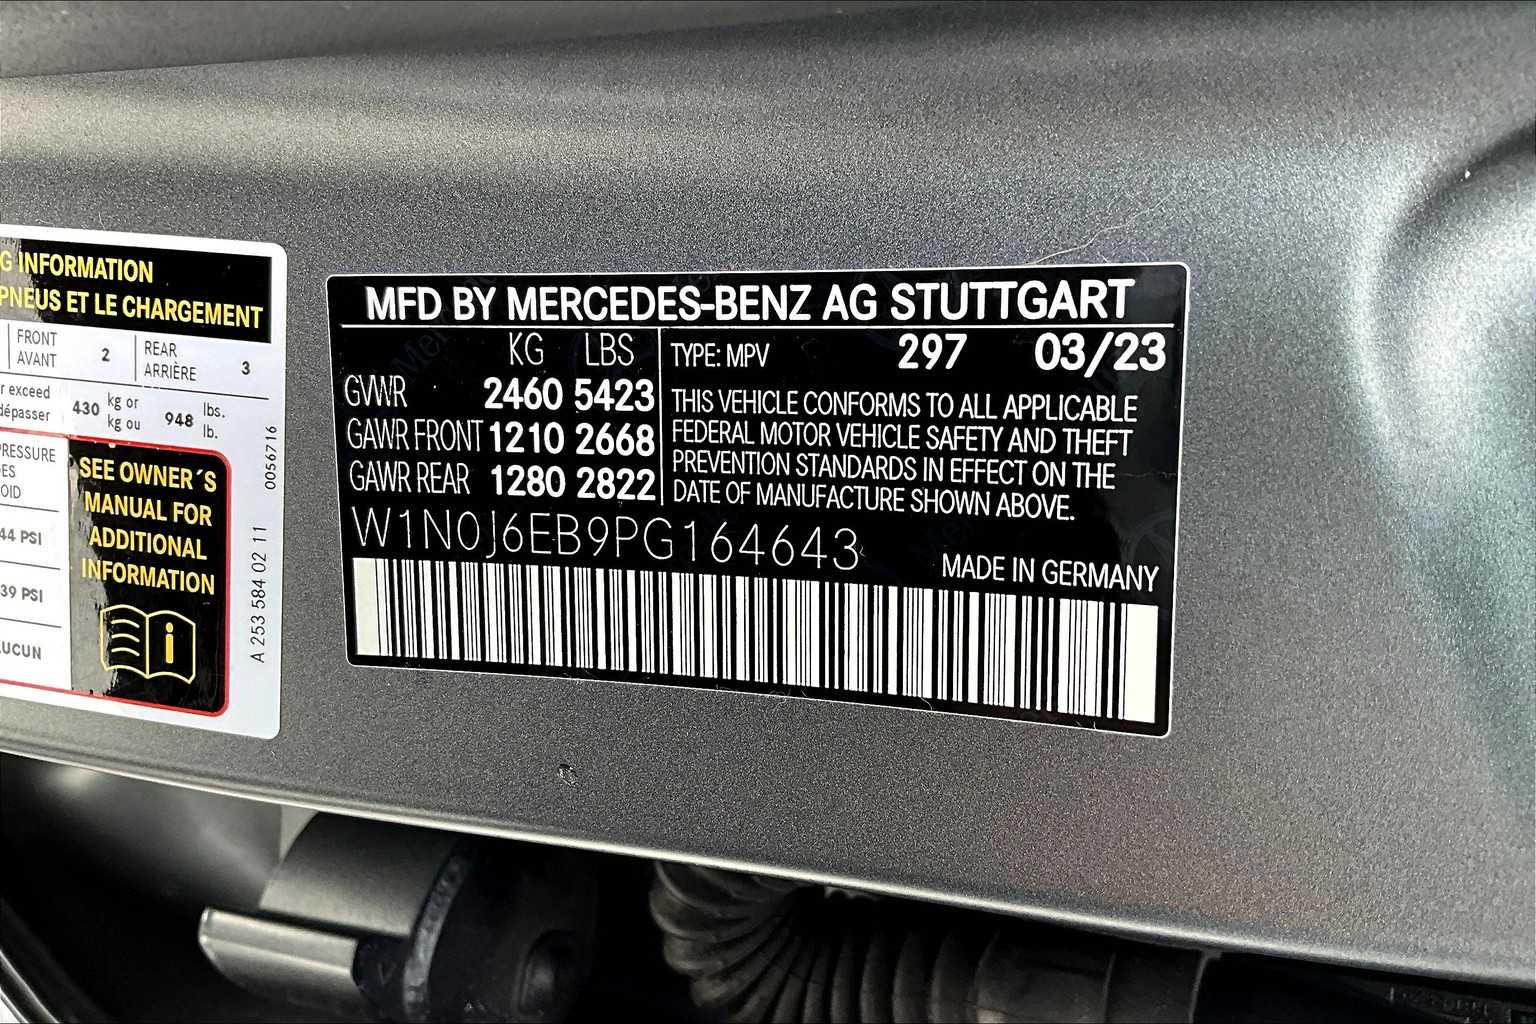 G INFORMATION
PNEUS ET LE CHARGEMENT
FRONT
AVANT
2
REAR
ARRIÈRE
3
r exceed
dépasser
430
kg or
kg ou
948
lbs.
lb.
PRESSURE
44 PSI
39 PSI
SEE OWNER´S
MANUAL FOR
ADDITIONAL
INFORMATION
A 253 584 02 11
0056716
MFD BY MERCEDES-BENZ AG STUTTGART
KG LBS
GVWR 2460 5423
GAWR FRONT 1210 2668
GAWR REAR 1280 2822
TYPE: MPV 297 03/23
THIS VEHICLE CONFORMS TO ALL APPLICABLE
FEDERAL MOTOR VEHICLE SAFETY AND THEFT
PREVENTION STANDARDS IN EFFECT ON THE
DATE OF MANUFACTURE SHOWN ABOVE.
W1N0J6EB9PG164643
MADE IN GERMANY